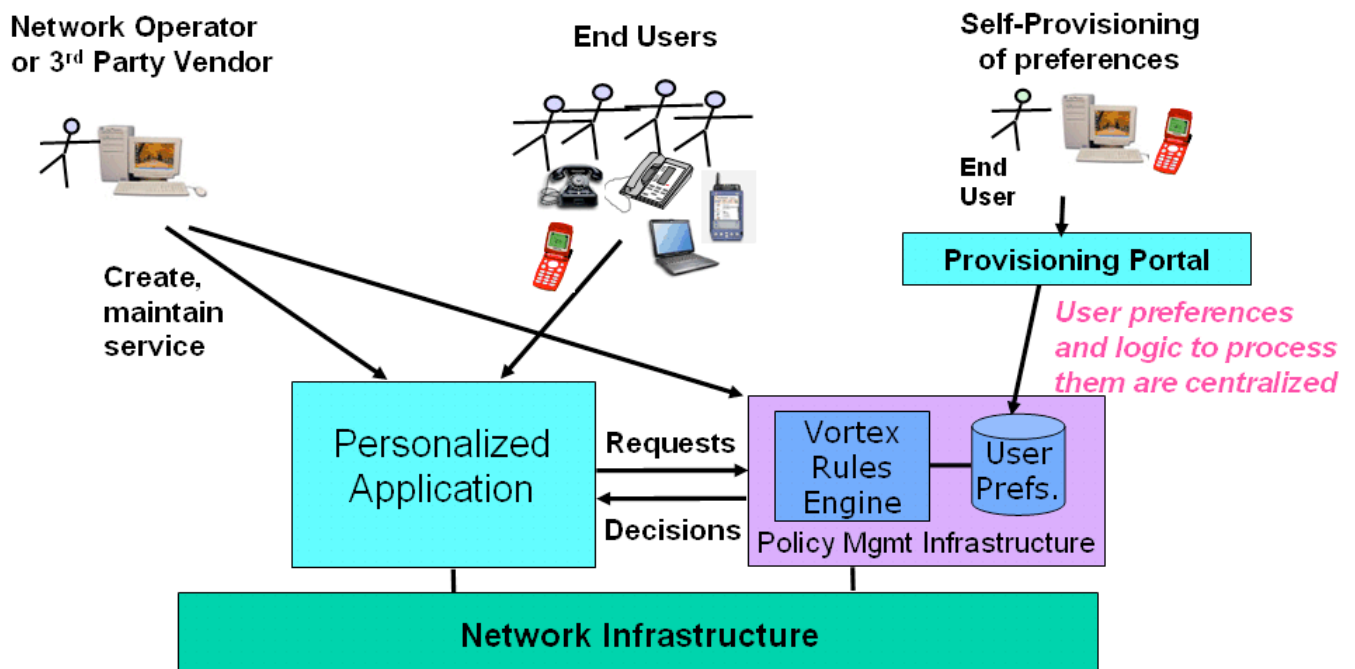 Network Operator
or 3rd Party Vendor
End Users
Self-Provisioning
of preferences
End
User
Provisioning Portal
Create,
maintain
service
User preferences
and logic to process
them are centralized
Personalized
Application
Requests
Decisions
Vortex
Rules
Engine
User
Prefs.
Policy Mgmt Infrastructure
Network Infrastructure